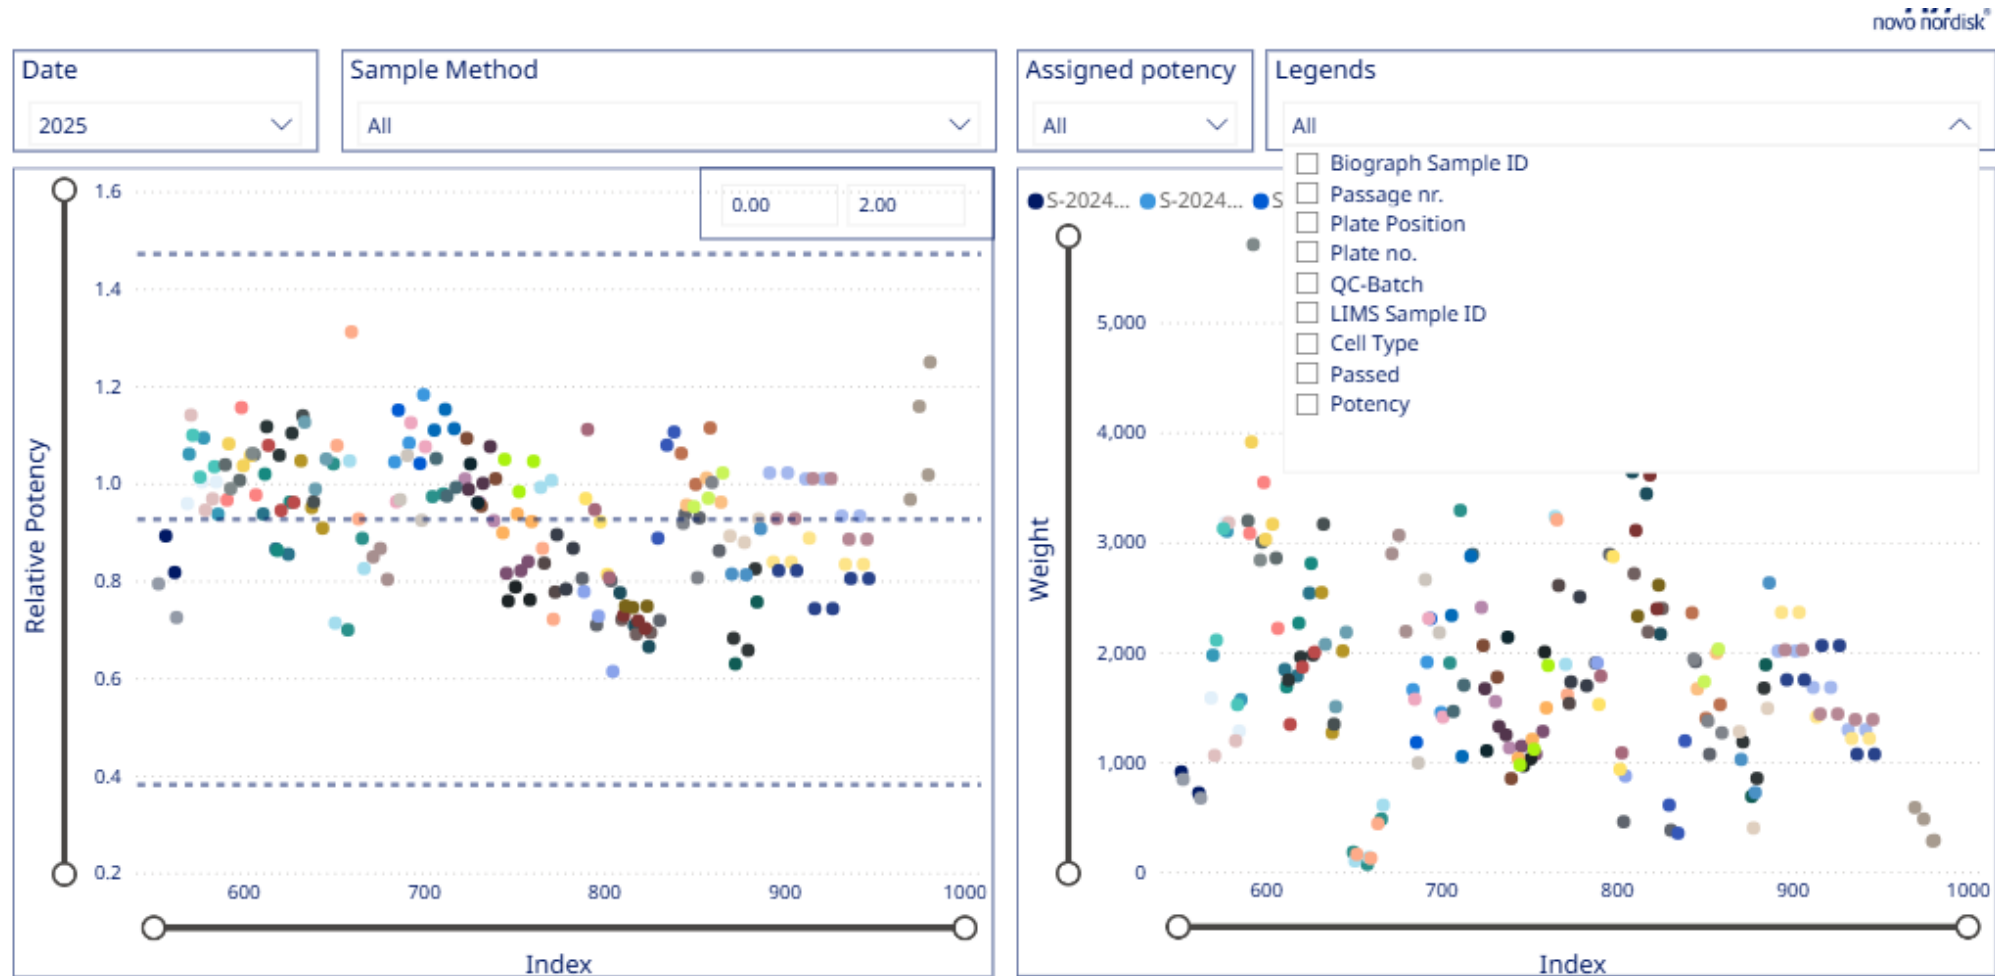 novo nordisk®
Date
Sample Method
Assigned potency
Legends
2025
All
All
All
Biograph Sample ID
Passage nr.
Plate Position
Plate no.
QC-Batch
LIMS Sample ID
Cell Type
Passed
Potency
0.00
2.00
Relative Potency
1.6
1.4
1.2
1.0
0.8
0.6
0.4
0.2
600 700 800 900 1000
Index
S-2024... S-2024... S
Weight
5,000
4,000
3,000
2,000
1,000
0
600 700 800 900 1000
Index